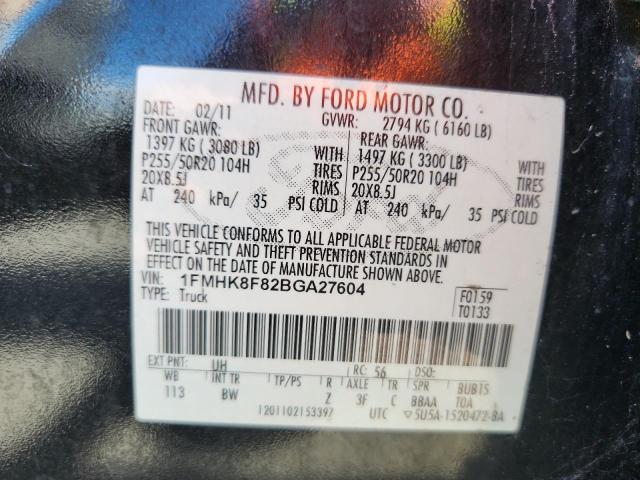 MFD. BY FORD MOTOR CO.
DATE: 02/11 GVWR: 2794 KG ( 6160 LB)
FRONT GAWR: REAR GAWR:
1397 KG ( 3080 LB) WITH 1497 KG ( 3300 LB) WITH
P255/50R20 104H TIRES P255/50R20 104H TIRES
20X8.5J RIMS 20X8.5J RIMS
AT 240 kPa/ 35 PSI COLD AT 240 kPa/ 35 PSI COLD
THIS VEHICLE CONFORMS TO ALL APPLICABLE FEDERAL MOTOR
VEHICLE SAFETY AND THEFT PREVENTION STANDARDS IN
EFFECT ON THE DATE OF MANUFACTURE SHOWN ABOVE.
VIN: 1FMHK8F82BGA27604 F0159
TYPE: Truck T0133
EXT PNT: UH RC: 56 DSO:
WB INT TR TP/PS R AXLE TR SPR BUBTS
113 BW Z 3F C BBAA TOA
1201102153397 UTC 5U5A-1520472-BA